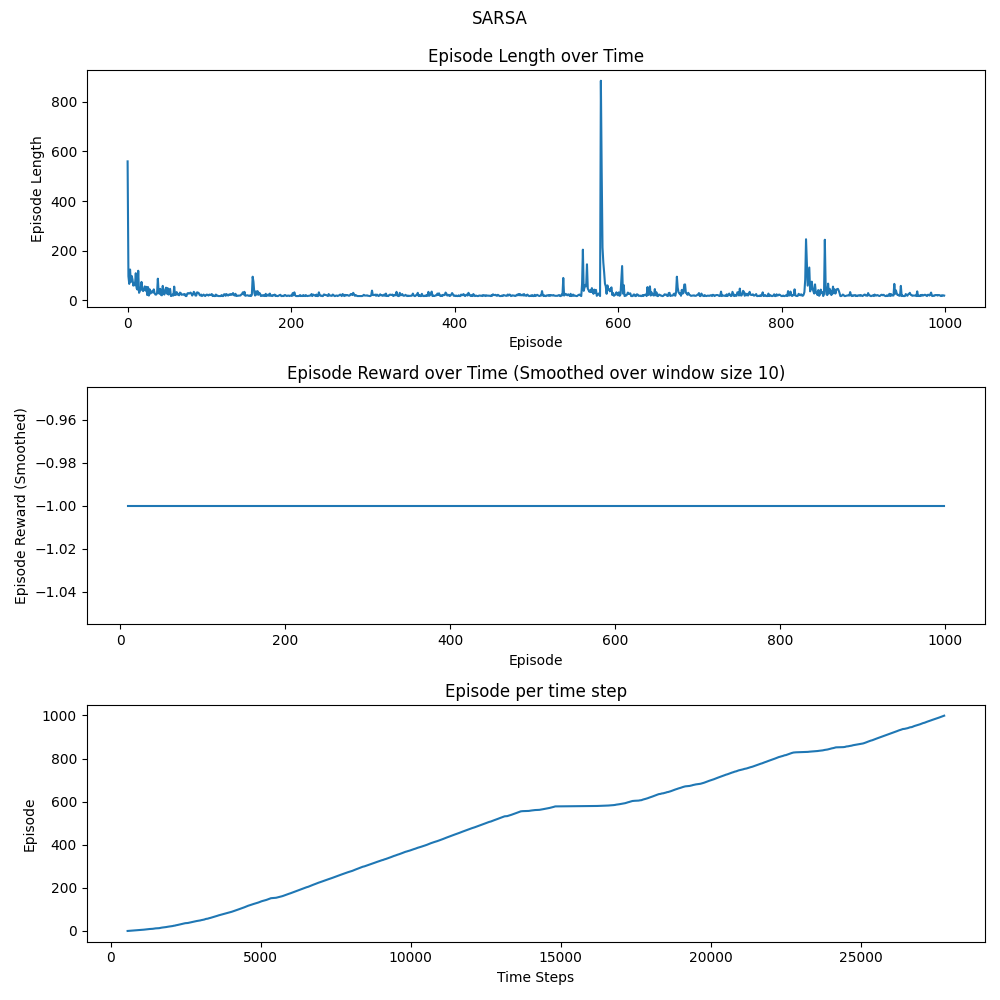 SARSA
Episode Length over Time
800
600
400
200
0
Episode Length
0 200 400 600 800 1000
Episode
Episode Reward over Time (Smoothed over window size 10)
−0.96
−0.98
−1.00
−1.02
−1.04
Episode Reward (Smoothed)
0 200 400 600 800 1000
Episode
Episode per time step
1000
800
600
400
200
0
Episode
0 5000 10000 15000 20000 25000
Time Steps